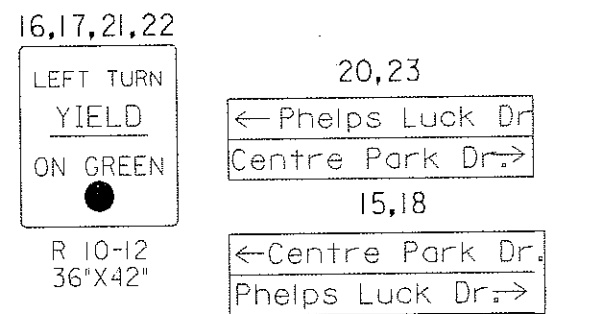 16,17,21,22
LEFT TURN
YIELD
ON GREEN
R 10-12
36"X42"
20,23
← Phelps Luck Dr
Centre Park Dr.→
15,18
←Centre Park Dr.
Phelps Luck Dr.→